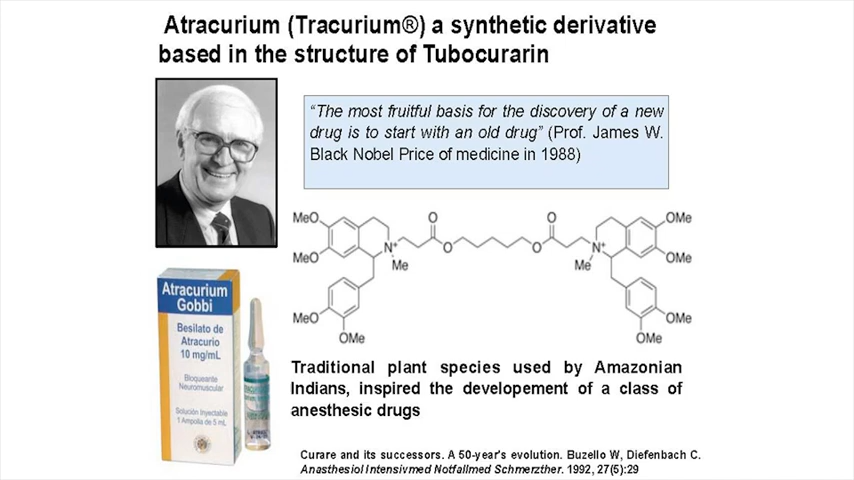 Atracurium (Tracurium®) a synthetic derivative
based in the structure of Tubocurarin
“The most fruitful basis for the discovery of a new
drug is to start with an old drug” (Prof. James W.
Black Nobel Price of medicine in 1988)
MeO
MeO
N+
Me
O
O
O
O
Me
N+
OMe
OMe
MeO
OMe
OMe
OMe
Atracurium
Gobbi
Besilato de
Atracurio
10 mg/mL
Bloqueante
Neuromuscular
Solución Inyectable
1 Ampolla de 5 mL
Traditional plant species used by Amazonian
Indians, inspired the developement of a class of
anesthesic drugs
Curare and its successors. A 50-year's evolution. Buzello W, Diefenbach C.
Anasthesiol Intensivmed Notfallmed Schmerzther. 1992, 27(5):29